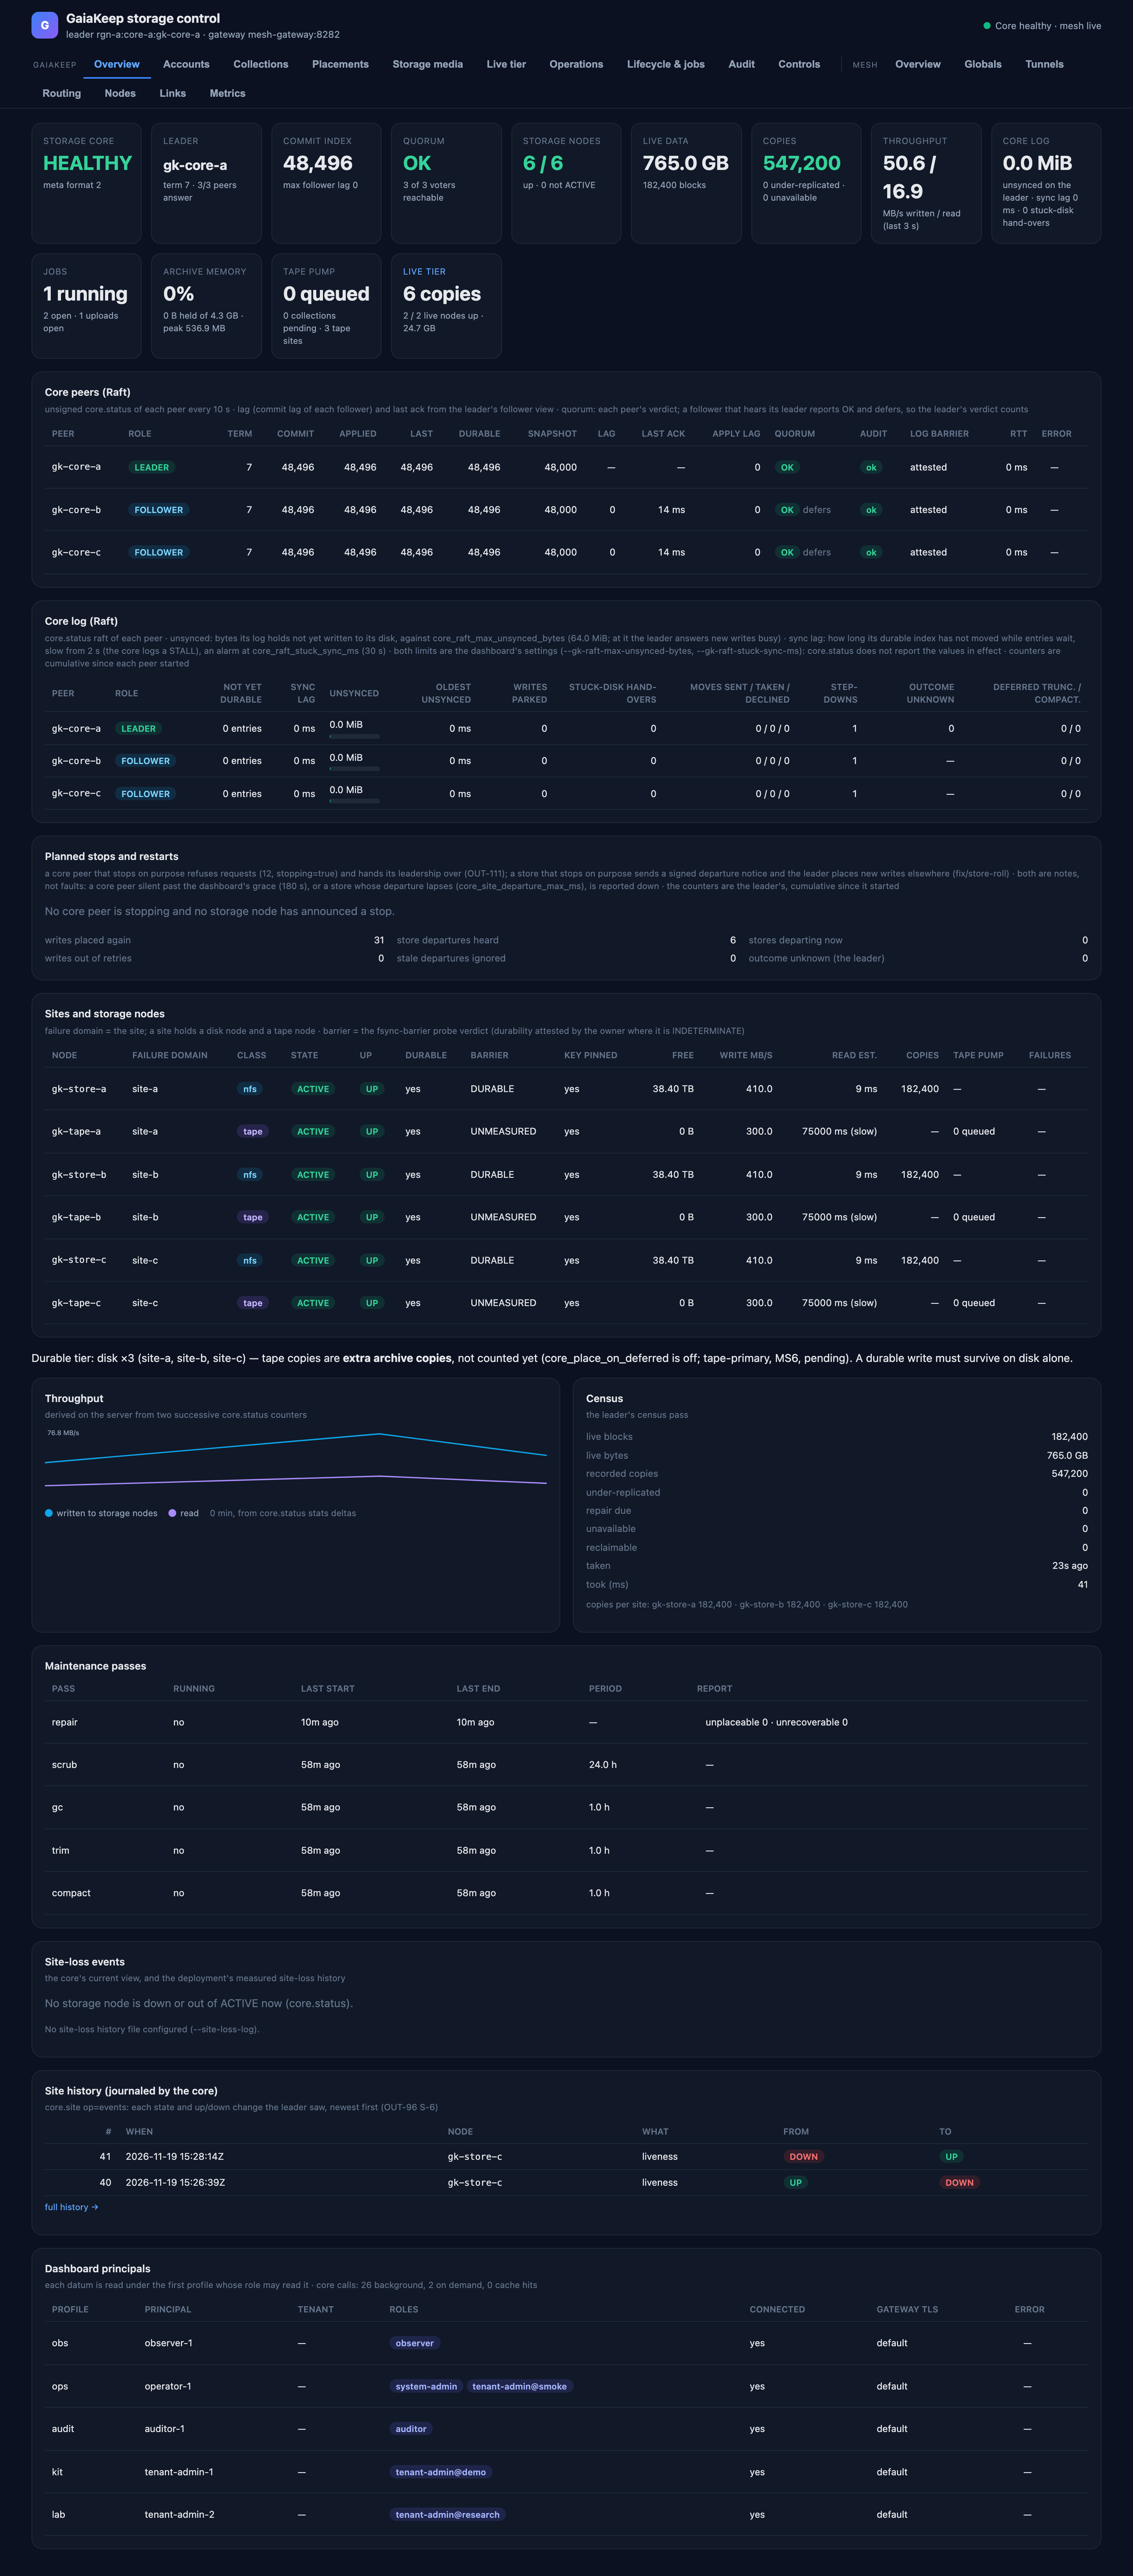 G
GaiaKeep storage control
leader rgn-a:core-a:gk-core-a · gateway mesh-gateway:8282
Core healthy · mesh live
GAIAKEEP Overview Accounts Collections Placements Storage media Live tier Operations Lifecycle & jobs Audit Controls MESH Overview Globals Tunnels
Routing Nodes Links Metrics
STORAGE CORE
HEALTHY
meta format 2
LEADER
gk-core-a
term 7 · 3/3 peers
answer
COMMIT INDEX
48,496
max follower lag 0
QUORUM
OK
3 of 3 voters
reachable
STORAGE NODES
6 / 6
up · 0 not ACTIVE
LIVE DATA
765.0 GB
182,400 blocks
COPIES
547,200
0 under-replicated ·
0 unavailable
THROUGHPUT
50.6 /
16.9
MB/s written / read
(last 3 s)
CORE LOG
0.0 MiB
unsynced on the
leader · sync lag 0
ms · 0 stuck-disk
hand-overs
JOBS
1 running
2 open · 1 uploads
open
ARCHIVE MEMORY
0%
0 B held of 4.3 GB ·
peak 536.9 MB
TAPE PUMP
0 queued
0 collections
pending · 3 tape
sites
LIVE TIER
6 copies
2 / 2 live nodes up ·
24.7 GB
Core peers (Raft)
unsigned core.status of each peer every 10 s · lag (commit lag of each follower) and last ack from the leader's follower view · quorum: each peer's verdict; a follower that hears its leader reports OK and defers, so the leader's verdict counts
PEER ROLE TERM COMMIT APPLIED LAST DURABLE SNAPSHOT LAG LAST ACK APPLY LAG QUORUM AUDIT LOG BARRIER RTT ERROR
gk-core-a LEADER 7 48,496 48,496 48,496 48,496 48,000 — — 0 OK ok attested 0 ms —
gk-core-b FOLLOWER 7 48,496 48,496 48,496 48,496 48,000 0 14 ms 0 OK defers ok attested 0 ms —
gk-core-c FOLLOWER 7 48,496 48,496 48,496 48,496 48,000 0 14 ms 0 OK defers ok attested 0 ms —
Core log (Raft)
core.status raft of each peer · unsynced: bytes its log holds not yet written to its disk, against core_raft_max_unsynced_bytes (64.0 MiB; at it the leader answers new writes busy) · sync lag: how long its durable index has not moved while entries wait,
slow from 2 s (the core logs a STALL), an alarm at core_raft_stuck_sync_ms (30 s) · both limits are the dashboard's settings (--gk-raft-max-unsynced-bytes, --gk-raft-stuck-sync-ms): core.status does not report the values in effect · counters are
cumulative since each peer started
PEER ROLE NOT YET DURABLE SYNC LAG UNSYNCED OLDEST UNSYNCED WRITES PARKED STUCK-DISK HAND-OVERS MOVES SENT / TAKEN / DECLINED STEP-DOWNS OUTCOME UNKNOWN DEFERRED TRUNC. / COMPACT.
gk-core-a LEADER 0 entries 0 ms 0.0 MiB 0 ms 0 0 0 / 0 / 0 1 0 0 / 0
gk-core-b FOLLOWER 0 entries 0 ms 0.0 MiB 0 ms 0 0 0 / 0 / 0 1 — 0 / 0
gk-core-c FOLLOWER 0 entries 0 ms 0.0 MiB 0 ms 0 0 0 / 0 / 0 1 — 0 / 0
Planned stops and restarts
a core peer that stops on purpose refuses requests (12, stopping=true) and hands its leadership over (OUT-111); a store that stops on purpose sends a signed departure notice and the leader places new writes elsewhere (fix/store-roll) · both are notes,
not faults: a core peer silent past the dashboard's grace (180 s), or a store whose departure lapses (core_site_departure_max_ms), is reported down · the counters are the leader's, cumulative since it started
No core peer is stopping and no storage node has announced a stop.
writes placed again 31 store departures heard 6 stores departing now 0
writes out of retries 0 stale departures ignored 0 outcome unknown (the leader) 0
Sites and storage nodes
failure domain = the site; a site holds a disk node and a tape node · barrier = the fsync-barrier probe verdict (durability attested by the owner where it is INDETERMINATE)
NODE FAILURE DOMAIN CLASS STATE UP DURABLE BARRIER KEY PINNED FREE WRITE MB/S READ EST. COPIES TAPE PUMP FAILURES
gk-store-a site-a nfs ACTIVE UP yes DURABLE yes 38.40 TB 410.0 9 ms 182,400 — —
gk-tape-a site-a tape ACTIVE UP yes UNMEASURED yes 0 B 300.0 75000 ms (slow) — 0 queued —
gk-store-b site-b nfs ACTIVE UP yes DURABLE yes 38.40 TB 410.0 9 ms 182,400 — —
gk-tape-b site-b tape ACTIVE UP yes UNMEASURED yes 0 B 300.0 75000 ms (slow) — 0 queued —
gk-store-c site-c nfs ACTIVE UP yes DURABLE yes 38.40 TB 410.0 9 ms 182,400 — —
gk-tape-c site-c tape ACTIVE UP yes UNMEASURED yes 0 B 300.0 75000 ms (slow) — 0 queued —
Durable tier: disk ×3 (site-a, site-b, site-c) — tape copies are extra archive copies, not counted yet (core_place_on_deferred is off; tape-primary, MS6, pending). A durable write must survive on disk alone.
Throughput
derived on the server from two successive core.status counters
76.8 MB/s
written to storage nodes read 0 min, from core.status stats deltas
Census
the leader's census pass
live blocks 182,400
live bytes 765.0 GB
recorded copies 547,200
under-replicated 0
repair due 0
unavailable 0
reclaimable 0
taken 23s ago
took (ms) 41
copies per site: gk-store-a 182,400 · gk-store-b 182,400 · gk-store-c 182,400
Maintenance passes
PASS RUNNING LAST START LAST END PERIOD REPORT
repair no 10m ago 10m ago — unplaceable 0 · unrecoverable 0
scrub no 58m ago 58m ago 24.0 h —
gc no 58m ago 58m ago 1.0 h —
trim no 58m ago 58m ago 1.0 h —
compact no 58m ago 58m ago 1.0 h —
Site-loss events
the core's current view, and the deployment's measured site-loss history
No storage node is down or out of ACTIVE now (core.status).
No site-loss history file configured (--site-loss-log).
Site history (journaled by the core)
core.site op=events: each state and up/down change the leader saw, newest first (OUT-96 S-6)
# WHEN NODE WHAT FROM TO
41 2026-11-19 15:28:14Z gk-store-c liveness DOWN UP
40 2026-11-19 15:26:39Z gk-store-c liveness UP DOWN
full history →
Dashboard principals
each datum is read under the first profile whose role may read it · core calls: 26 background, 2 on demand, 0 cache hits
PROFILE PRINCIPAL TENANT ROLES CONNECTED GATEWAY TLS ERROR
obs observer-1 — observer yes default —
ops operator-1 — system-admin tenant-admin@smoke yes default —
audit auditor-1 — auditor yes default —
kit tenant-admin-1 — tenant-admin@demo yes default —
lab tenant-admin-2 — tenant-admin@research yes default —